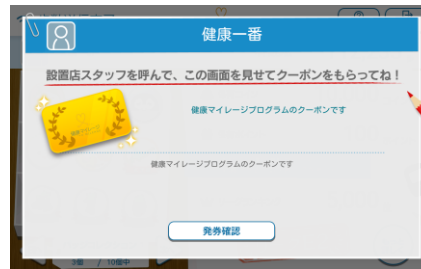 健康一番
設置店スタッフを呼んで、この画面を見せてクーポンをもらってね！
健康マイレージプログラムのクーポンです
健康マイレージプログラムのクーポンです
発券確認
5個 / 10個中